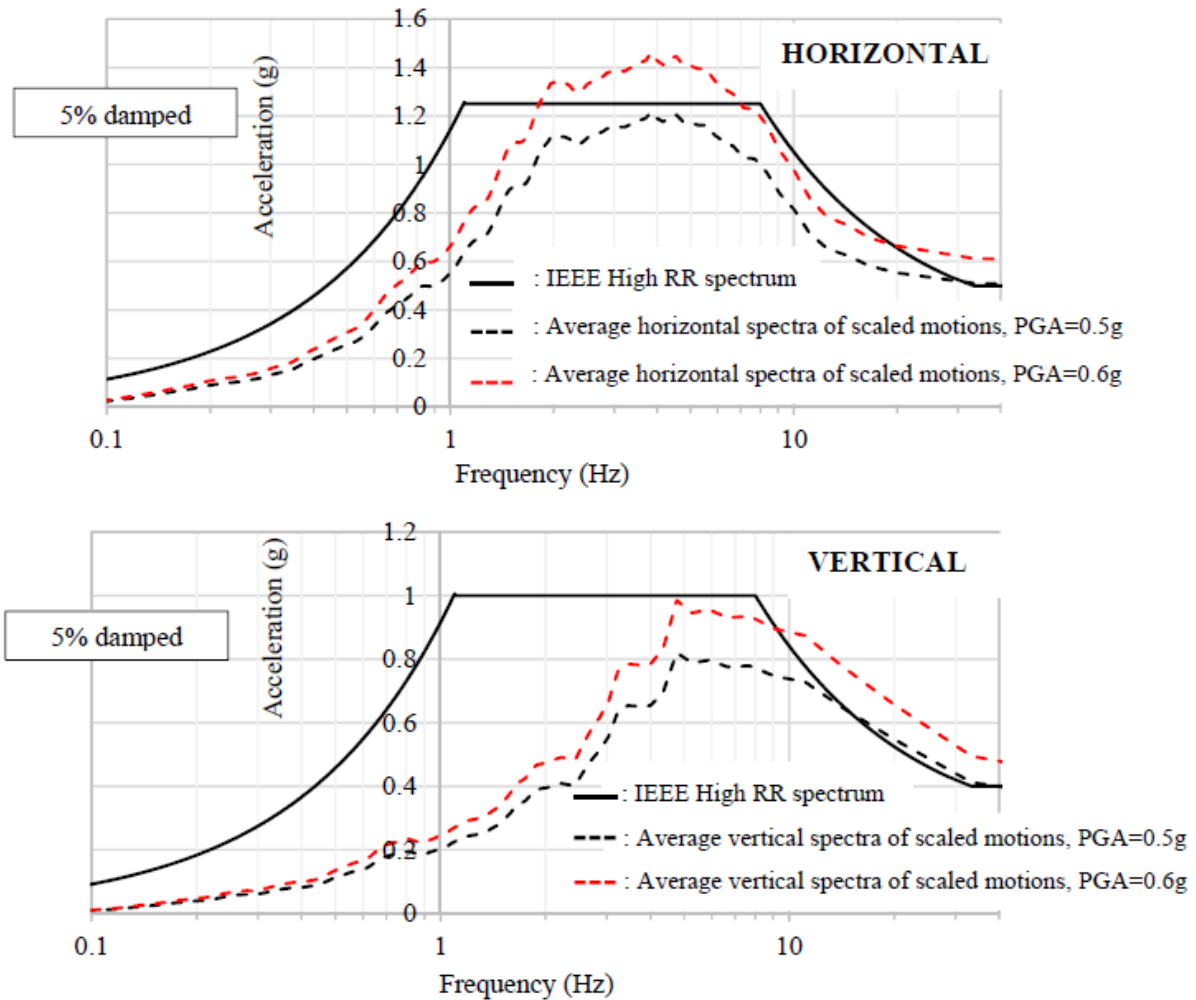 1.6
HORIZONTAL
1.4
5% damped
1.2
Acceleration (g)
1
0.8
0.6
: IEEE High RR spectrum
0.4
: Average horizontal spectra of scaled motions, PGA=0.5g
0.2
: Average horizontal spectra of scaled motions, PGA=0.6g
0
0.1 1 10
Frequency (Hz)
1.2
VERTICAL
1
5% damped
Acceleration (g)
0.8
0.6
0.4
: IEEE High RR spectrum
: Average vertical spectra of scaled motions, PGA=0.5g
0.2
: Average vertical spectra of scaled motions, PGA=0.6g
0
0.1 1 10
Frequency (Hz)